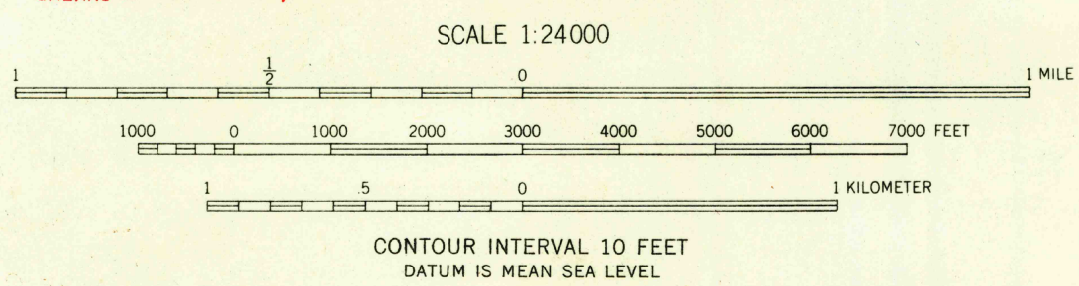 SCALE 1:24000
1 1/2 0 1 MILE
1000 0 1000 2000 3000 4000 5000 6000 7000 FEET
1 .5 0 1 KILOMETER
CONTOUR INTERVAL 10 FEET
DATUM IS MEAN SEA LEVEL